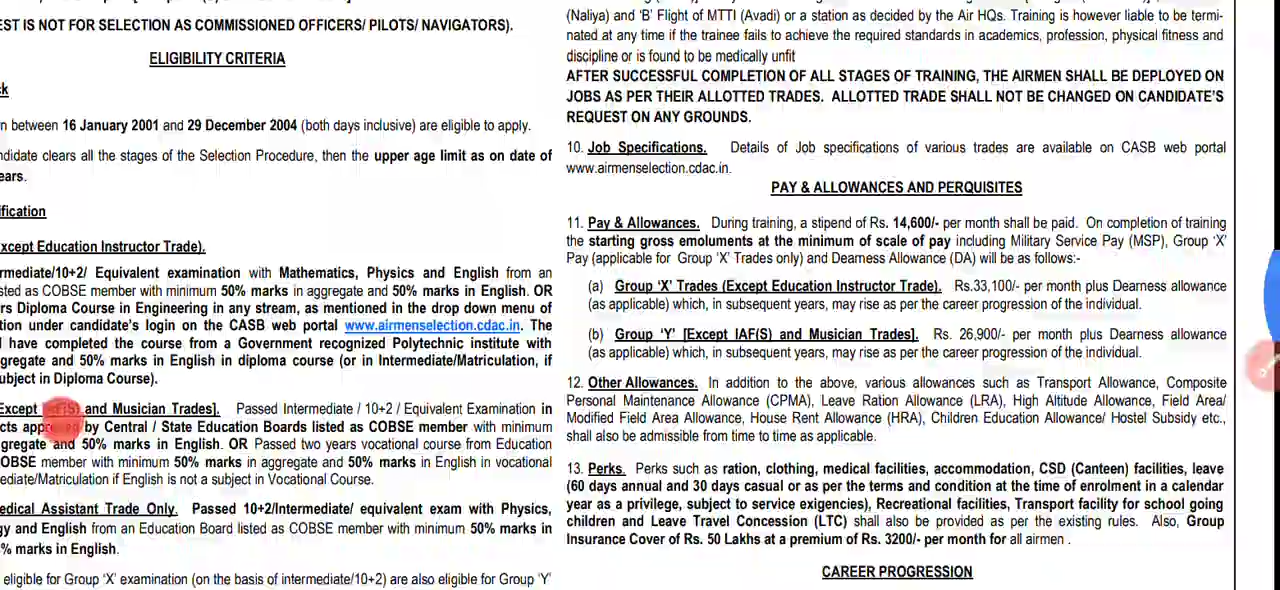 EST IS NOT FOR SELECTION AS COMMISSIONED OFFICERS/ PILOTS/ NAVIGATORS).
ELIGIBILITY CRITERIA
ck
n between 16 January 2001 and 29 December 2004 (both days inclusive) are eligible to apply.
ndidate clears all the stages of the Selection Procedure, then the upper age limit as on date of
ears.
ification
xcept Education Instructor Trade).
rmediate/10+2/ Equivalent examination with Mathematics, Physics and English from an
sted as COBSE member with minimum 50% marks in aggregate and 50% marks in English. OR
rs Diploma Course in Engineering in any stream, as mentioned in the drop down menu of
tion under candidate's login on the CASB web portal www.airmenselection.cdac.in. The
l have completed the course from a Government recognized Polytechnic institute with
ggregate and 50% marks in English in diploma course (or in Intermediate/Matriculation, if
ubject in Diploma Course).
Except IAF(S) and Musician Trades]. Passed Intermediate / 10+2 / Equivalent Examination in
cts approved by Central / State Education Boards listed as COBSE member with minimum
ggregate and 50% marks in English. OR Passed two years vocational course from Education
OBSE member with minimum 50% marks in aggregate and 50% marks in English in vocational
mediate/Matriculation if English is not a subject in Vocational Course.
edical Assistant Trade Only. Passed 10+2/Intermediate/ equivalent exam with Physics,
gy and English from an Education Board listed as COBSE member with minimum 50% marks in
% marks in English.
eligible for Group 'X' examination (on the basis of intermediate/10+2) are also eligible for Group 'Y'
(Naliya) and 'B' Flight of MTTI (Avadi) or a station as decided by the Air HQs. Training is however liable to be termi-
nated at any time if the trainee fails to achieve the required standards in academics, profession, physical fitness and
discipline or is found to be medically unfit
AFTER SUCCESSFUL COMPLETION OF ALL STAGES OF TRAINING, THE AIRMEN SHALL BE DEPLOYED ON
JOBS AS PER THEIR ALLOTTED TRADES. ALLOTTED TRADE SHALL NOT BE CHANGED ON CANDIDATE'S
REQUEST ON ANY GROUNDS.
10. Job Specifications. Details of Job specifications of various trades are available on CASB web portal
www.airmenselection.cdac.in.
PAY & ALLOWANCES AND PERQUISITES
11. Pay & Allowances. During training, a stipend of Rs. 14,600/- per month shall be paid. On completion of training
the starting gross emoluments at the minimum of scale of pay including Military Service Pay (MSP), Group 'X'
Pay (applicable for Group 'X' Trades only) and Dearness Allowance (DA) will be as follows:-
(a) Group 'X' Trades (Except Education Instructor Trade). Rs.33,100/- per month plus Dearness allowance
(as applicable) which, in subsequent years, may rise as per the career progression of the individual.
(b) Group 'Y' [Except IAF(S) and Musician Trades]. Rs. 26,900/- per month plus Dearness allowance
(as applicable) which, in subsequent years, may rise as per the career progression of the individual.
12. Other Allowances. In addition to the above, various allowances such as Transport Allowance, Composite
Personal Maintenance Allowance (CPMA), Leave Ration Allowance (LRA), High Altitude Allowance, Field Area/
Modified Field Area Allowance, House Rent Allowance (HRA), Children Education Allowance/ Hostel Subsidy etc.,
shall also be admissible from time to time as applicable.
13. Perks. Perks such as ration, clothing, medical facilities, accommodation, CSD (Canteen) facilities, leave
(60 days annual and 30 days casual or as per the terms and condition at the time of enrolment in a calendar
year as a privilege, subject to service exigencies), Recreational facilities, Transport facility for school going
children and Leave Travel Concession (LTC) shall also be provided as per the existing rules. Also, Group
Insurance Cover of Rs. 50 Lakhs at a premium of Rs. 3200/- per month for all airmen .
CAREER PROGRESSION